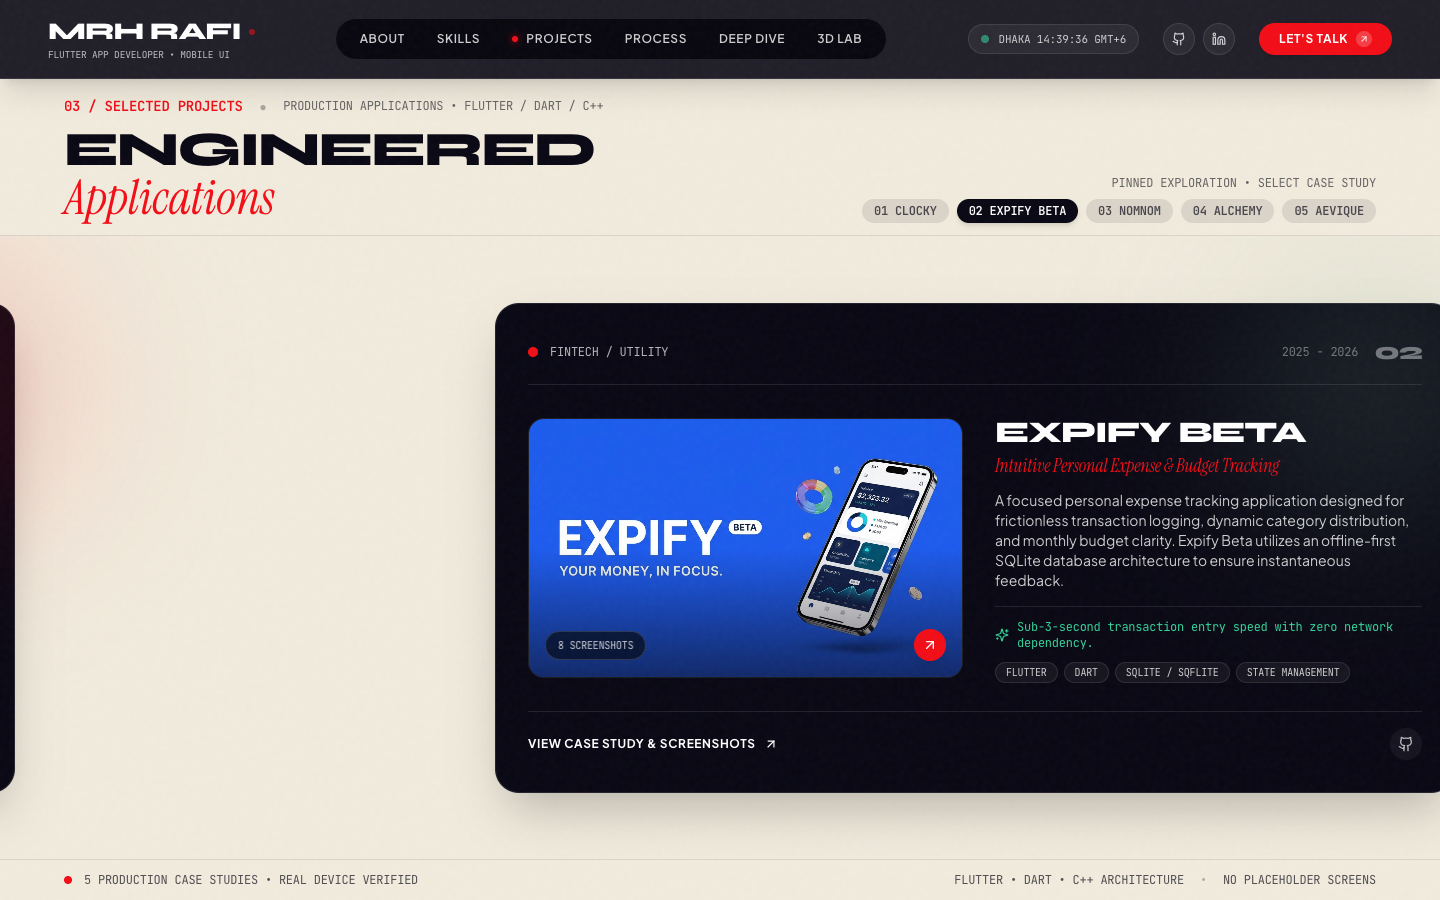 MRH RAFI
FLUTTER APP DEVELOPER • MOBILE UI
ABOUT
SKILLS
PROJECTS
PROCESS
DEEP DIVE
3D LAB
DHAKA 14:39:36 GMT+6
LET'S TALK
03 / SELECTED PROJECTS • PRODUCTION APPLICATIONS • FLUTTER / DART / C++
ENGINEERED
Applications
PINNED EXPLORATION • SELECT CASE STUDY
01 CLOCKY
02 EXPIFY BETA
03 NOMNOM
04 ALCHEMY
05 AEVIQUE
FINTECH / UTILITY
2025 - 2026 02
EXPIFY BETA
YOUR MONEY, IN FOCUS.
$2,323.32
8 SCREENSHOTS
EXPIFY BETA
Intuitive Personal Expense & Budget Tracking
A focused personal expense tracking application designed for
frictionless transaction logging, dynamic category distribution,
and monthly budget clarity. Expify Beta utilizes an offline-first
SQLite database architecture to ensure instantaneous
feedback.
Sub-3-second transaction entry speed with zero network
dependency.
FLUTTER
DART
SQLITE / SQFLITE
STATE MANAGEMENT
VIEW CASE STUDY & SCREENSHOTS
5 PRODUCTION CASE STUDIES • REAL DEVICE VERIFIED
FLUTTER • DART • C++ ARCHITECTURE • NO PLACEHOLDER SCREENS